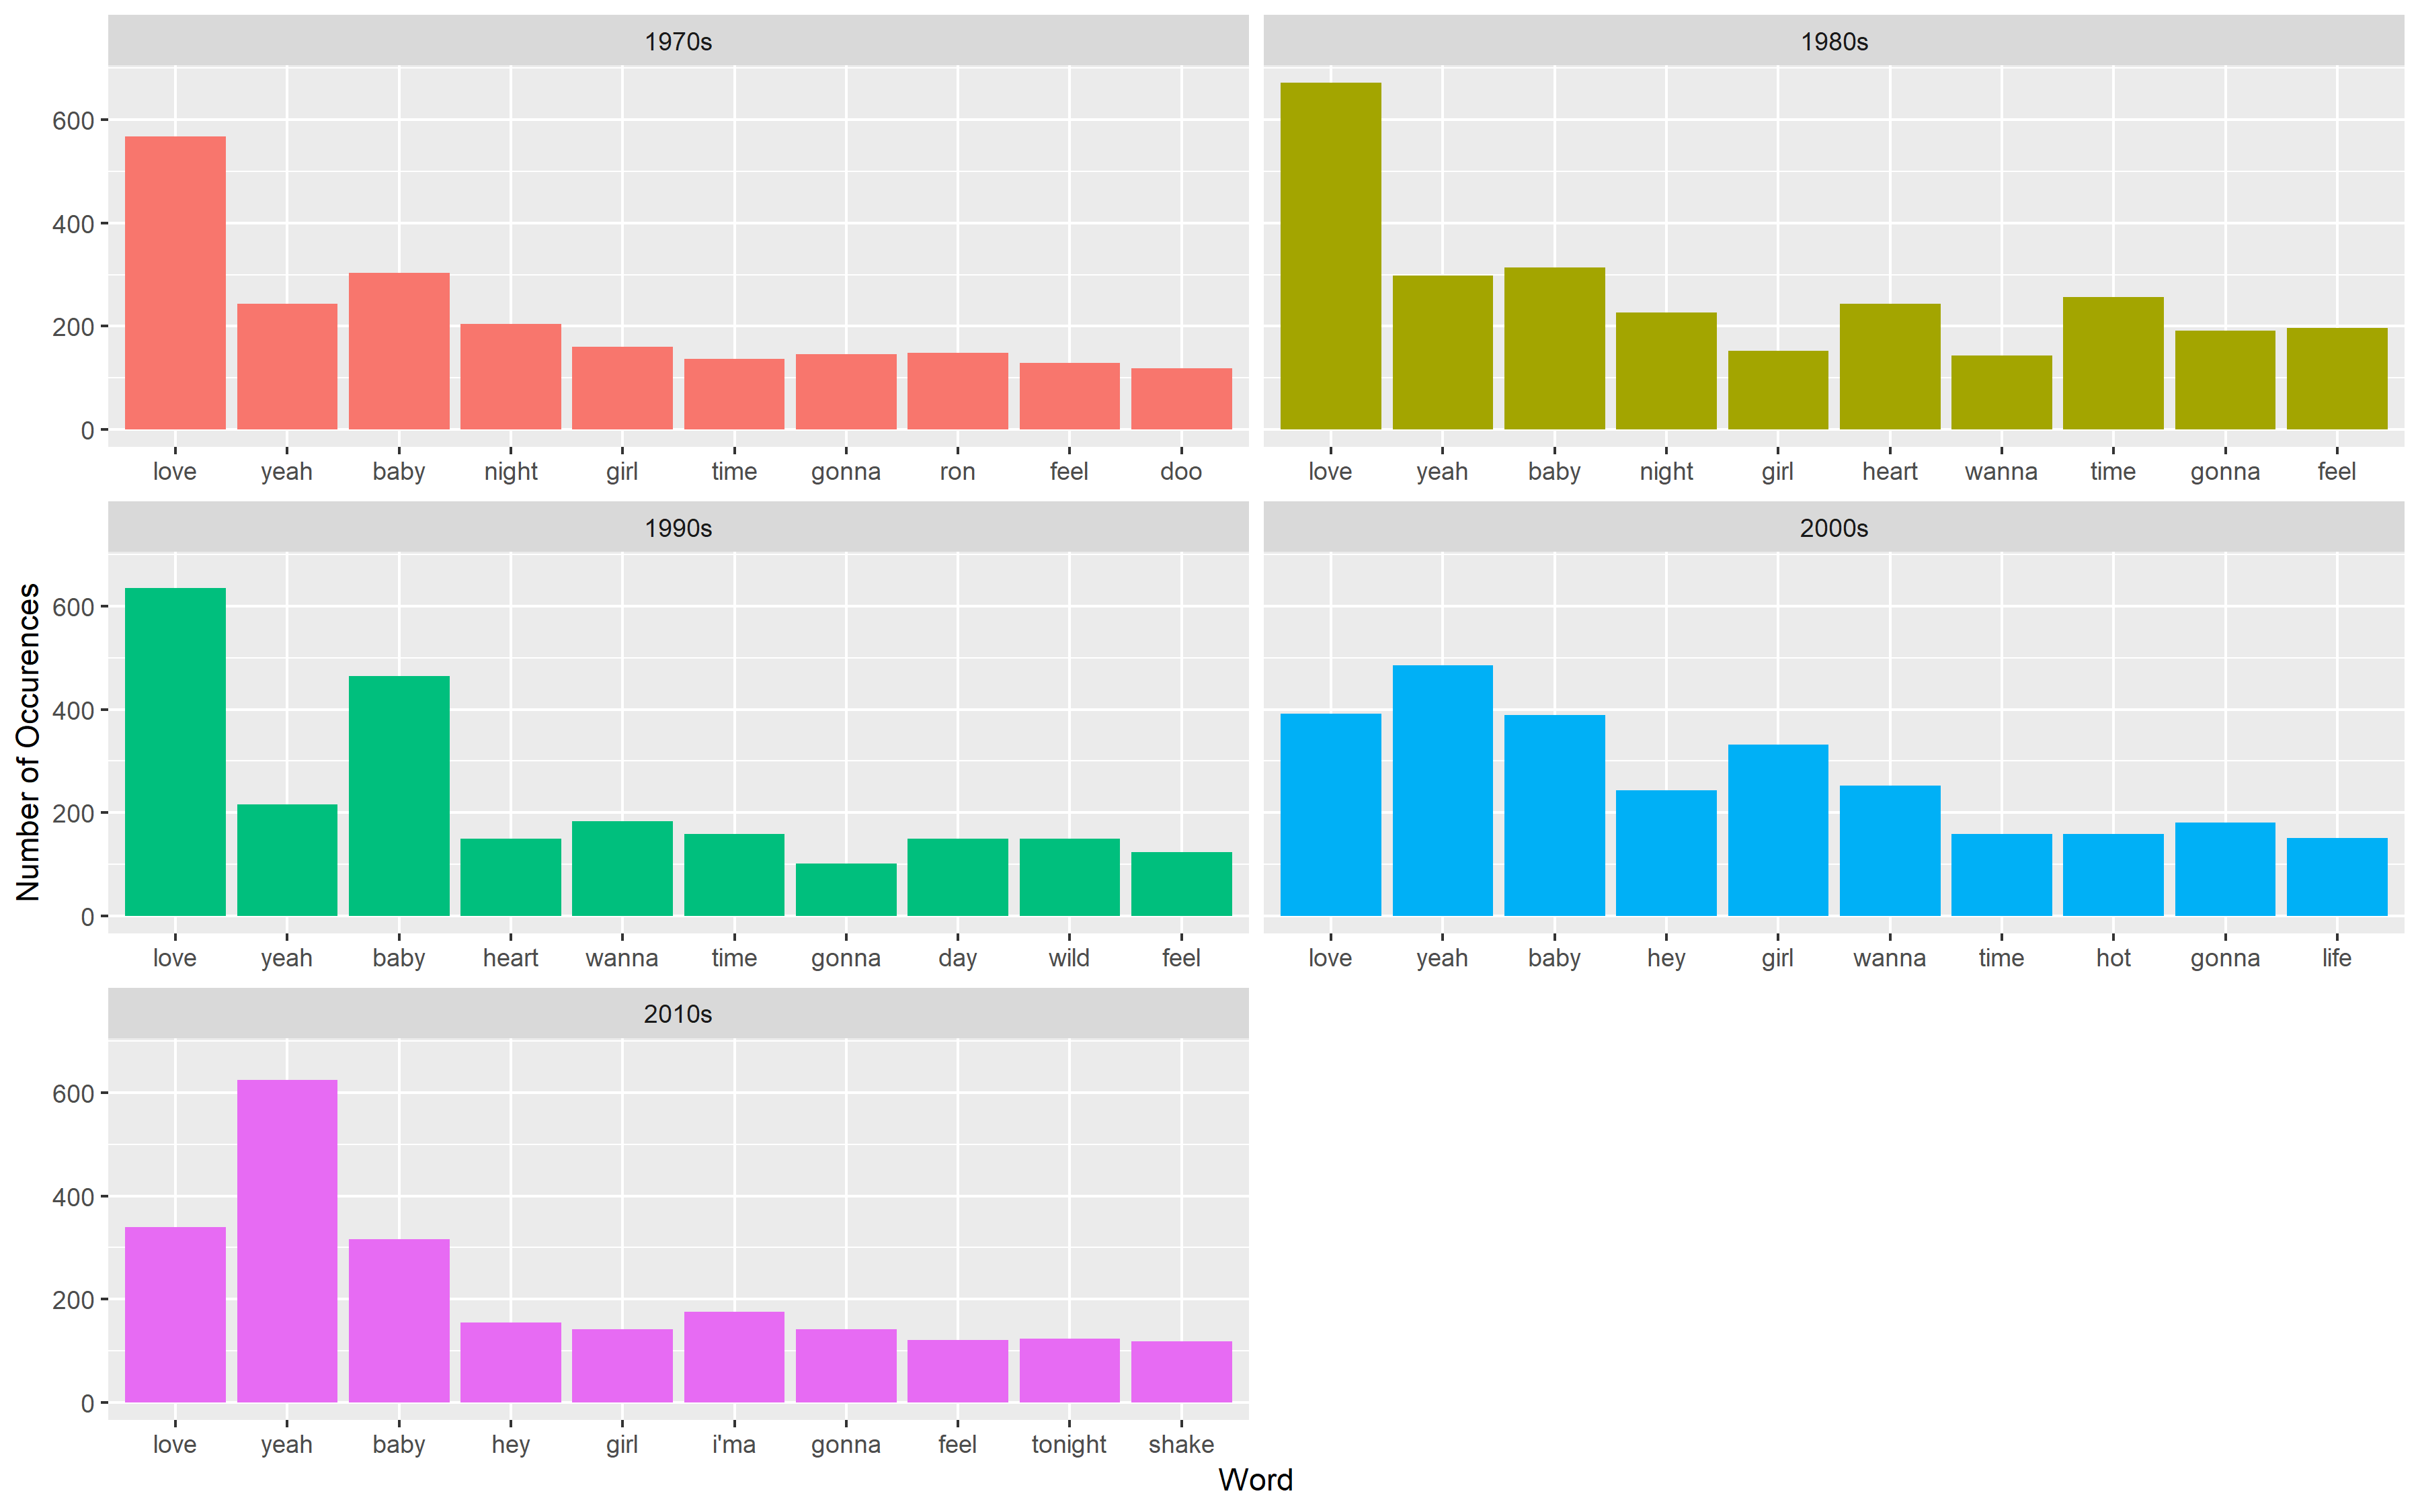 1970s
1980s
600
400
200
0
love yeah baby night girl time gonna ron feel doo
love yeah baby night girl heart wanna time gonna feel
1990s
2000s
Number of Occurences
600
400
200
0
love yeah baby heart wanna time gonna day wild feel
love yeah baby hey girl wanna time hot gonna life
2010s
600
400
200
0
love yeah baby hey girl i'ma gonna feel tonight shake
Word